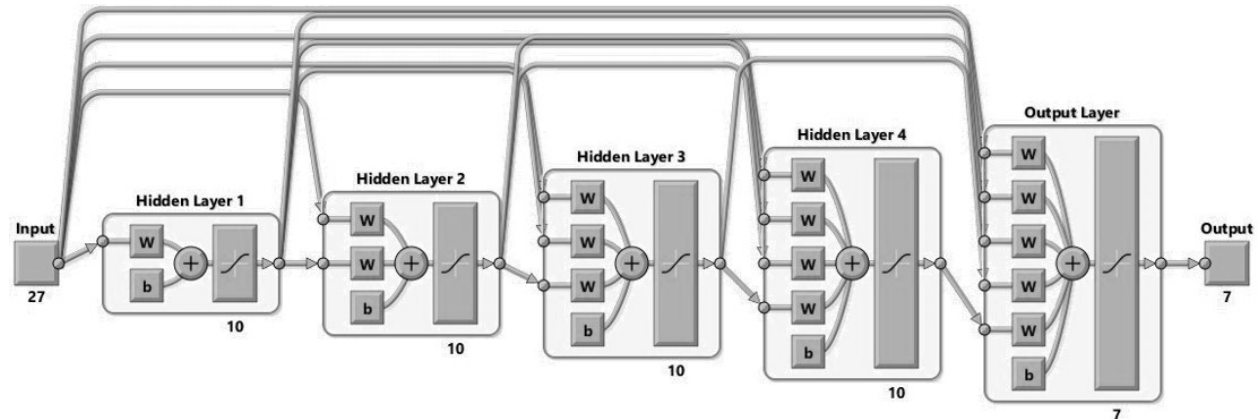 Input
27
Hidden Layer 1
W
b
+
10
Hidden Layer 2
W
W
b
+
10
Hidden Layer 3
W
W
W
b
+
10
Hidden Layer 4
W
W
W
W
b
+
10
Output Layer
W
W
W
W
W
b
+
7
Output
7